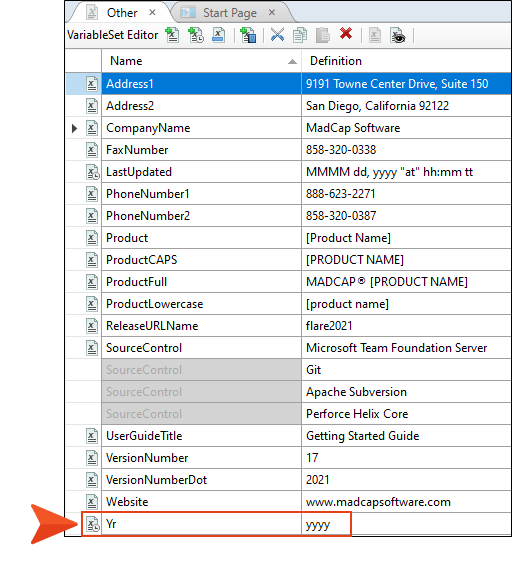 Other × Start Page ×
VariableSet Editor
Name Definition
Address1 9191 Towne Center Drive, Suite 150
Address2 San Diego, California 92122
CompanyName MadCap Software
FaxNumber 858-320-0338
LastUpdated MMMM dd, yyyy "at" hh:mm tt
PhoneNumber1 888-623-2271
PhoneNumber2 858-320-0387
Product [Product Name]
ProductCAPS [PRODUCT NAME]
ProductFull MADCAP® [PRODUCT NAME]
ProductLowercase [product name]
ReleaseURLName flare2021
SourceControl Microsoft Team Foundation Server
SourceControl Git
SourceControl Apache Subversion
SourceControl Perforce Helix Core
UserGuideTitle Getting Started Guide
VersionNumber 17
VersionNumberDot 2021
Website www.madcapsoftware.com
Yr yyyy